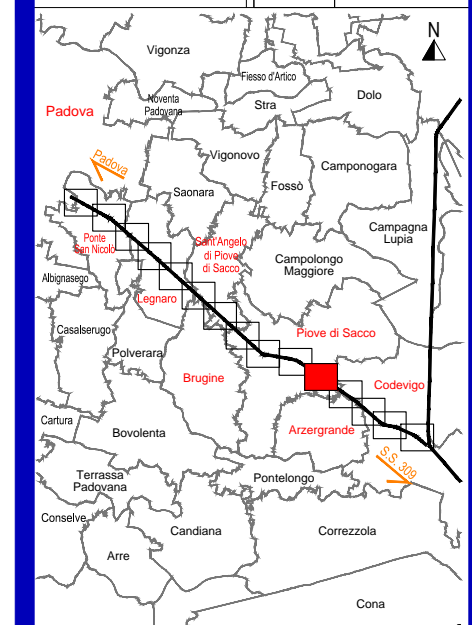 N
Vigonza
Fiesso d'Artico
Dolo
Noventa
Padovana
Stra
Padova
Padova
Vigonovo
Camponogara
Saonara
Fossò
Campagna
Lupia
Ponte
San Nicolò
Sant'Angelo
di Piove
di Sacco
Campolongo
Maggiore
Albignasego
Legnaro
Casalserugo
Piove di Sacco
Polverara
Brugine
Codevigo
Cartura
Bovolenta
Arzergrande
S.S. 309
Terrassa
Padovana
Pontelongo
Conselve
Candiana
Correzzola
Arre
Cona